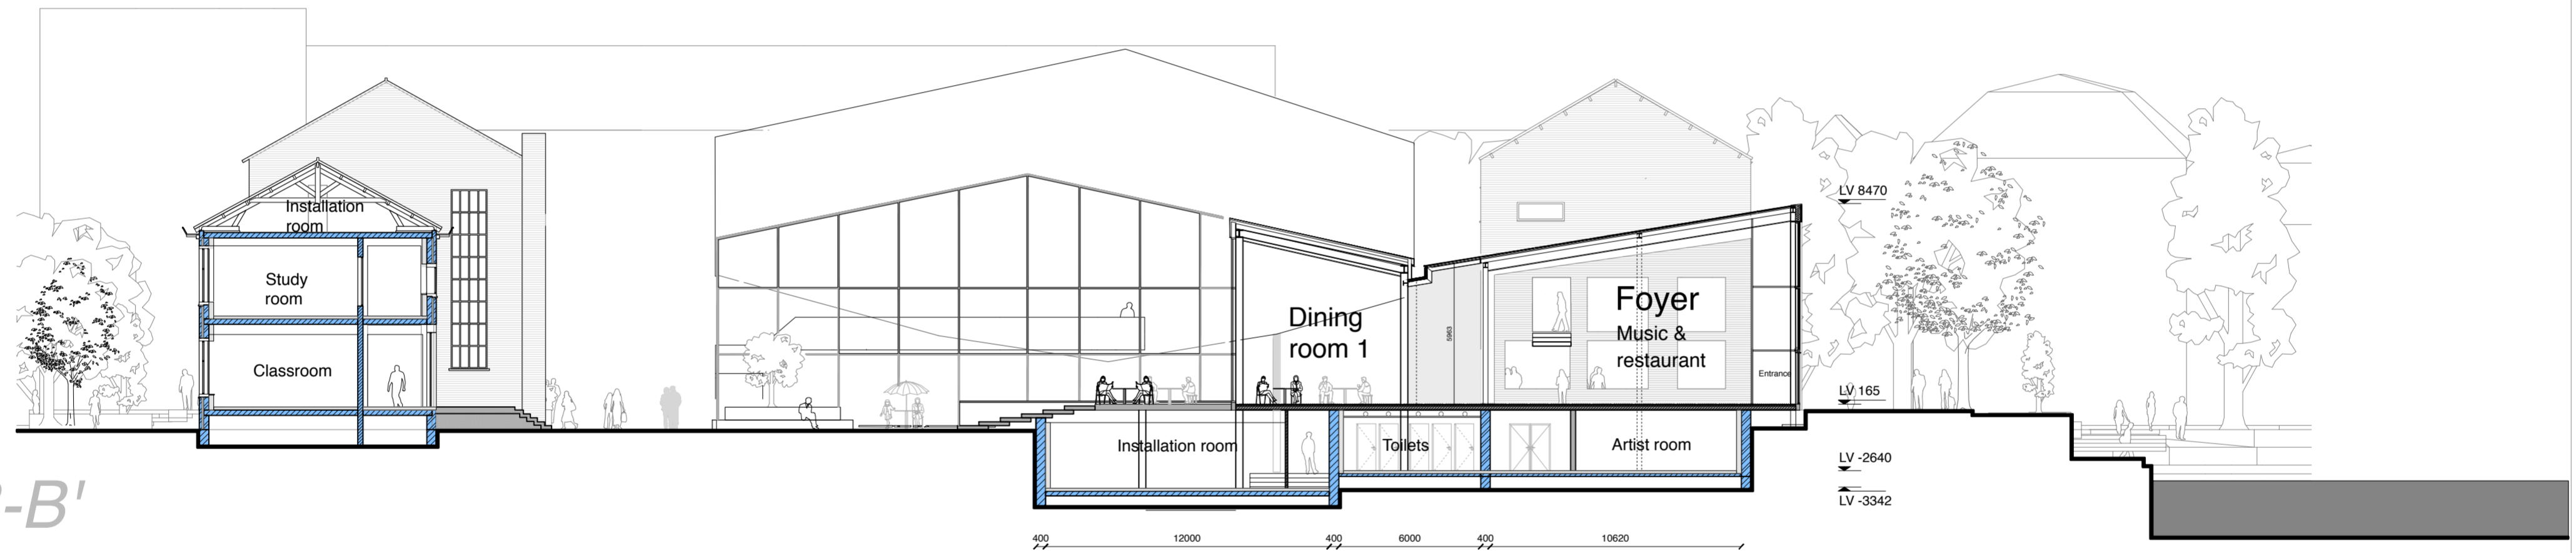 Installation
room
Study
room
Classroom
Dining
room 1
5963
Foyer
Music &
restaurant
Entrance
LV 8470
LV 165
LV -2640
LV -3342
Installation room
Toilets
Artist room
-B'
400
12000
400
6000
400
10620